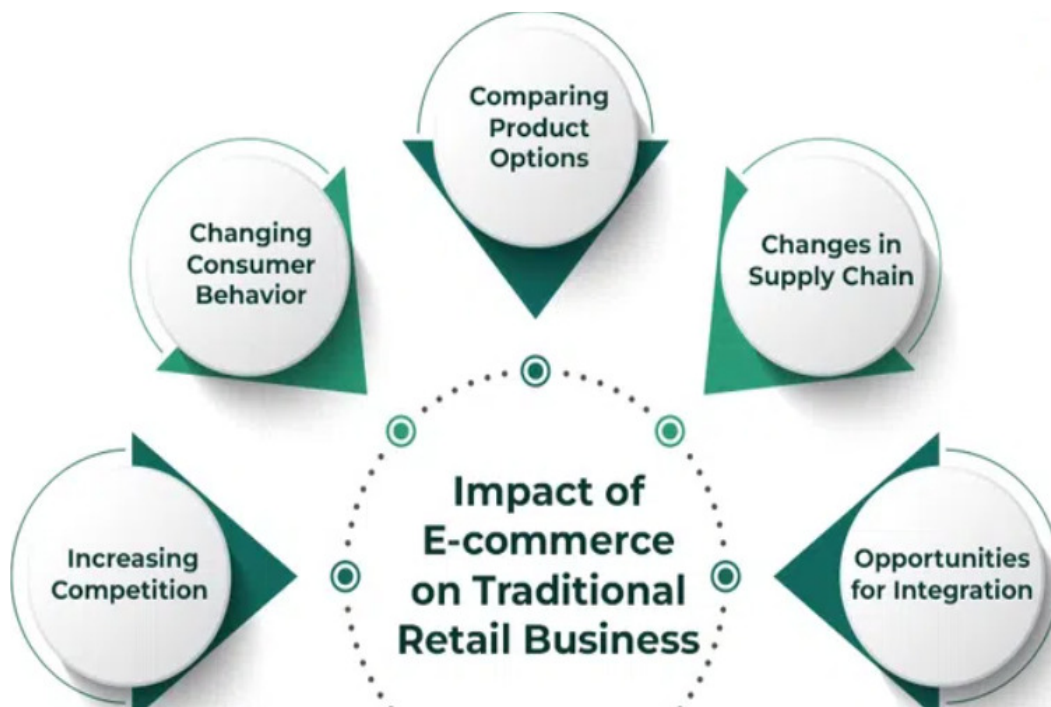 Comparing
Product
Options
Changing
Consumer
Behavior
Changes in
Supply Chain
Increasing
Competition
Opportunities
for Integration
Impact of
E-commerce
on Traditional
Retail Business